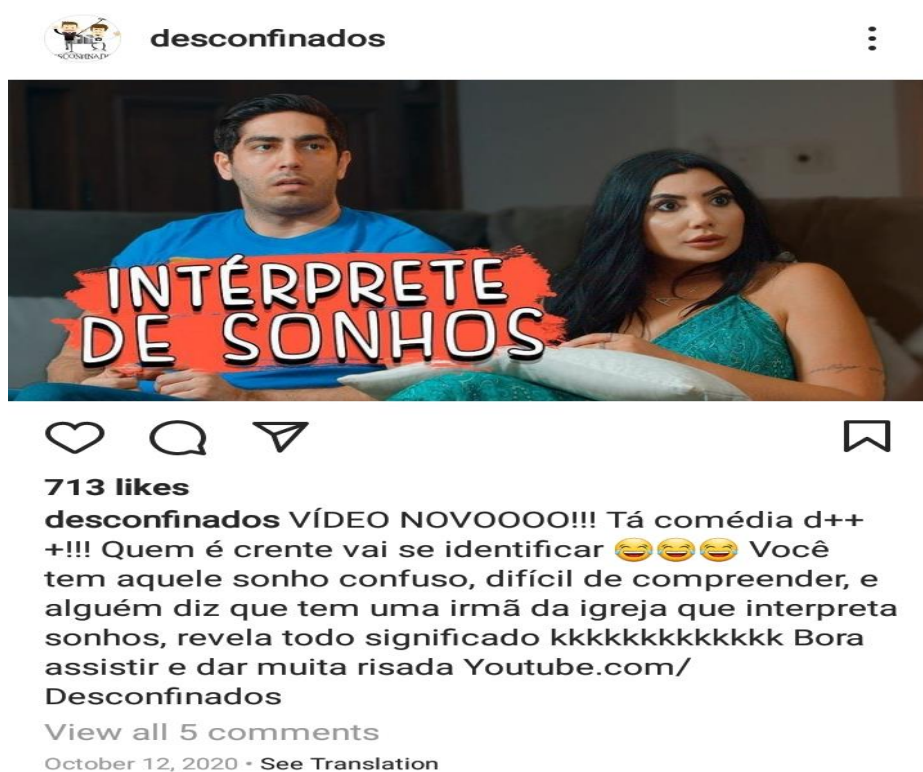 desconfinados
INTÉRPRETE
DE SONHOS
713 likes
desconfinados VÍDEO NOVOOOO!!! Tá comédia d++
+!!! Quem é crente vai se identificar 😂😂😂 Você
tem aquele sonho confuso, difícil de compreender, e
alguém diz que tem uma irmã da igreja que interpreta
sonhos, revela todo significado kkkkkkkkkkkkk Bora
assistir e dar muita risada Youtube.com/
Desconfinados
View all 5 comments
October 12, 2020 • See Translation